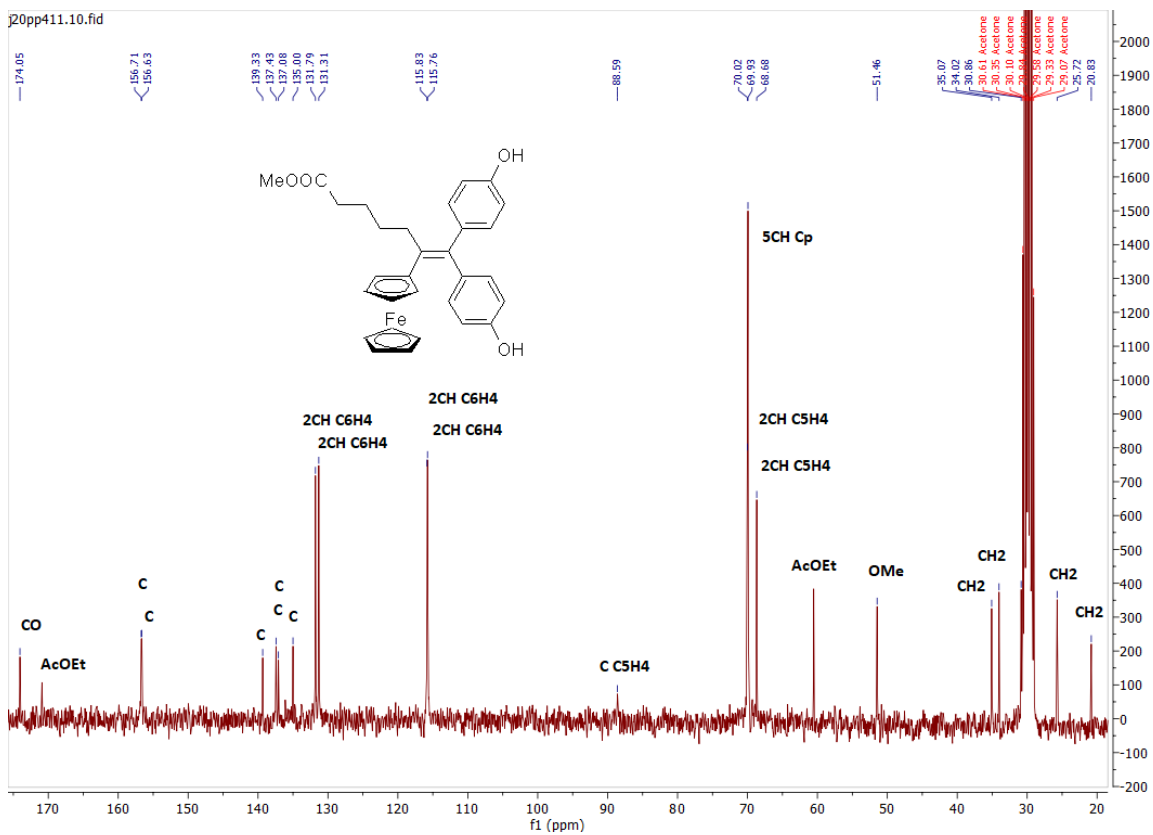 j20pp411.10.fid
174.05
156.71
156.63
139.33
137.43
137.08
135.00
131.79
131.31
115.83
115.76
88.59
70.02
69.93
68.68
51.46
35.07
34.02
30.86
30.61 Acetone
30.35 Acetone
30.10 Acetone
29.84 Acetone
29.58 Acetone
29.33 Acetone
29.07 Acetone
25.72
20.83
2000
1900
1800
1700
1600
1500
1400
1300
1200
1100
1000
900
800
700
600
500
400
300
200
100
0
-100
-200
OH
MeOOC
Fe
OH
5CH Cp
2CH C6H4
2CH C6H4
2CH C6H4
2CH C6H4
2CH C5H4
2CH C5H4
AcOEt
OMe
CH2
CH2
CH2
CH2
C
C
C
C
C
C
CO
AcOEt
C C5H4
170 160 150 140 130 120 110 100 90 80 70 60 50 40 30 20
f1 (ppm)